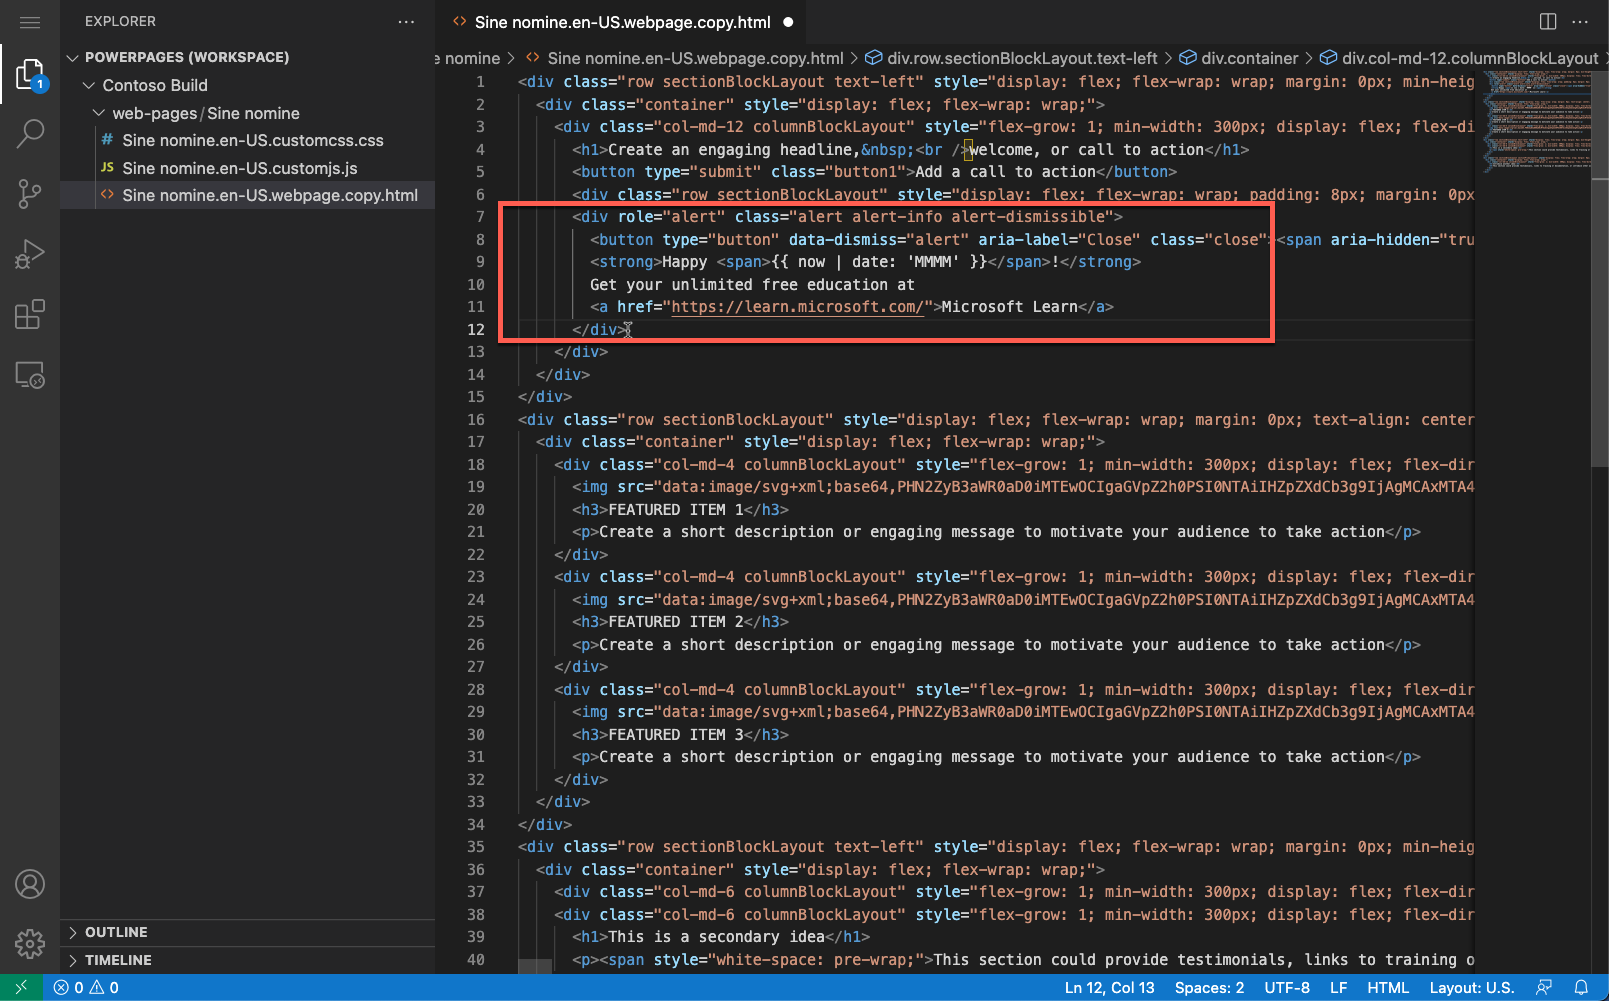 EXPLORER
POWERPAGES (WORKSPACE)
Contoso Build
web-pages/Sine nomine
# Sine nomine.en-US.customcss.css
JS Sine nomine.en-US.customjs.js
<> Sine nomine.en-US.webpage.copy.html
OUTLINE
TIMELINE
1
<> Sine nomine.en-US.webpage.copy.html
e nomine > <> Sine nomine.en-US.webpage.copy.html > div.row.sectionBlockLayout.text-left > div.container > div.col-md-12.columnBlockLayout >
1 <div class="row sectionBlockLayout text-left" style="display: flex; flex-wrap: wrap; margin: 0px; min-heig
2 <div class="container" style="display: flex; flex-wrap: wrap;">
3 <div class="col-md-12 columnBlockLayout" style="flex-grow: 1; min-width: 300px; display: flex; flex-di
4 <h1>Create an engaging headline,&nbsp;<br />welcome, or call to action</h1>
5 <button type="submit" class="button1">Add a call to action</button>
6 <div class="row sectionBlockLayout" style="display: flex; flex-wrap: wrap; padding: 8px; margin: 0px
7 <div role="alert" class="alert alert-info alert-dismissible">
8 <button type="button" data-dismiss="alert" aria-label="Close" class="close"><span aria-hidden="tru
9 <strong>Happy <span>{{ now | date: 'MMMM' }}</span>!</strong>
10 Get your unlimited free education at
11 <a href="https://learn.microsoft.com/">Microsoft Learn</a>
12 </div>
13 </div>
14 </div>
15 </div>
16 <div class="row sectionBlockLayout" style="display: flex; flex-wrap: wrap; margin: 0px; text-align: center
17 <div class="container" style="display: flex; flex-wrap: wrap;">
18 <div class="col-md-4 columnBlockLayout" style="flex-grow: 1; min-width: 300px; display: flex; flex-dir
19 <img src="data:image/svg+xml;base64,PHN2ZyB3aWR0aD0iMTEwOCIgaGVpZ2h0PSI0NTAiIHZpZXdCb3g9IjAgMCAxMTA4
20 <h3>FEATURED ITEM 1</h3>
21 <p>Create a short description or engaging message to motivate your audience to take action</p>
22 </div>
23 <div class="col-md-4 columnBlockLayout" style="flex-grow: 1; min-width: 300px; display: flex; flex-dir
24 <img src="data:image/svg+xml;base64,PHN2ZyB3aWR0aD0iMTEwOCIgaGVpZ2h0PSI0NTAiIHZpZXdCb3g9IjAgMCAxMTA4
25 <h3>FEATURED ITEM 2</h3>
26 <p>Create a short description or engaging message to motivate your audience to take action</p>
27 </div>
28 <div class="col-md-4 columnBlockLayout" style="flex-grow: 1; min-width: 300px; display: flex; flex-dir
29 <img src="data:image/svg+xml;base64,PHN2ZyB3aWR0aD0iMTEwOCIgaGVpZ2h0PSI0NTAiIHZpZXdCb3g9IjAgMCAxMTA4
30 <h3>FEATURED ITEM 3</h3>
31 <p>Create a short description or engaging message to motivate your audience to take action</p>
32 </div>
33 </div>
34 </div>
35 <div class="row sectionBlockLayout text-left" style="display: flex; flex-wrap: wrap; margin: 0px; min-heig
36 <div class="container" style="display: flex; flex-wrap: wrap;">
37 <div class="col-md-6 columnBlockLayout" style="flex-grow: 1; min-width: 300px; display: flex; flex-dir
38 <div class="col-md-6 columnBlockLayout" style="flex-grow: 1; min-width: 300px; display: flex; flex-dir
39 <h1>This is a secondary idea</h1>
40 <p><span style="white-space: pre-wrap;">This section could provide testimonials, links to training o
0 0 Ln 12, Col 13 Spaces: 2 UTF-8 LF HTML Layout: U.S.